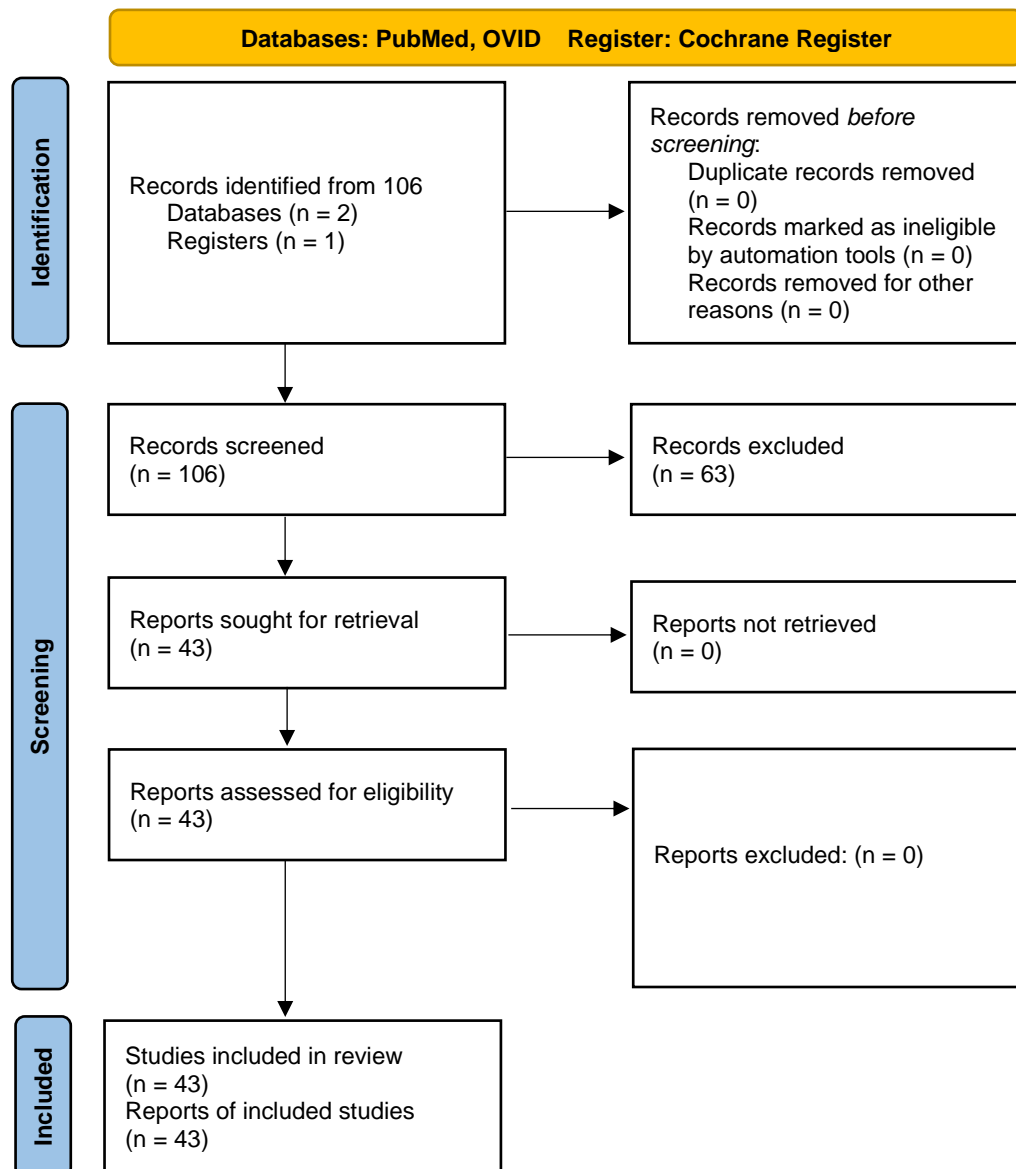 Databases: PubMed, OVID Register: Cochrane Register
Identification
Records identified from 106
Databases (n = 2)
Registers (n = 1)
Records removed before
screening:
Duplicate records removed
(n = 0)
Records marked as ineligible
by automation tools (n = 0)
Records removed for other
reasons (n = 0)
Screening
Records screened
(n = 106)
Records excluded
(n = 63)
Reports sought for retrieval
(n = 43)
Reports not retrieved
(n = 0)
Reports assessed for eligibility
(n = 43)
Reports excluded: (n = 0)
Included
Studies included in review
(n = 43)
Reports of included studies
(n = 43)